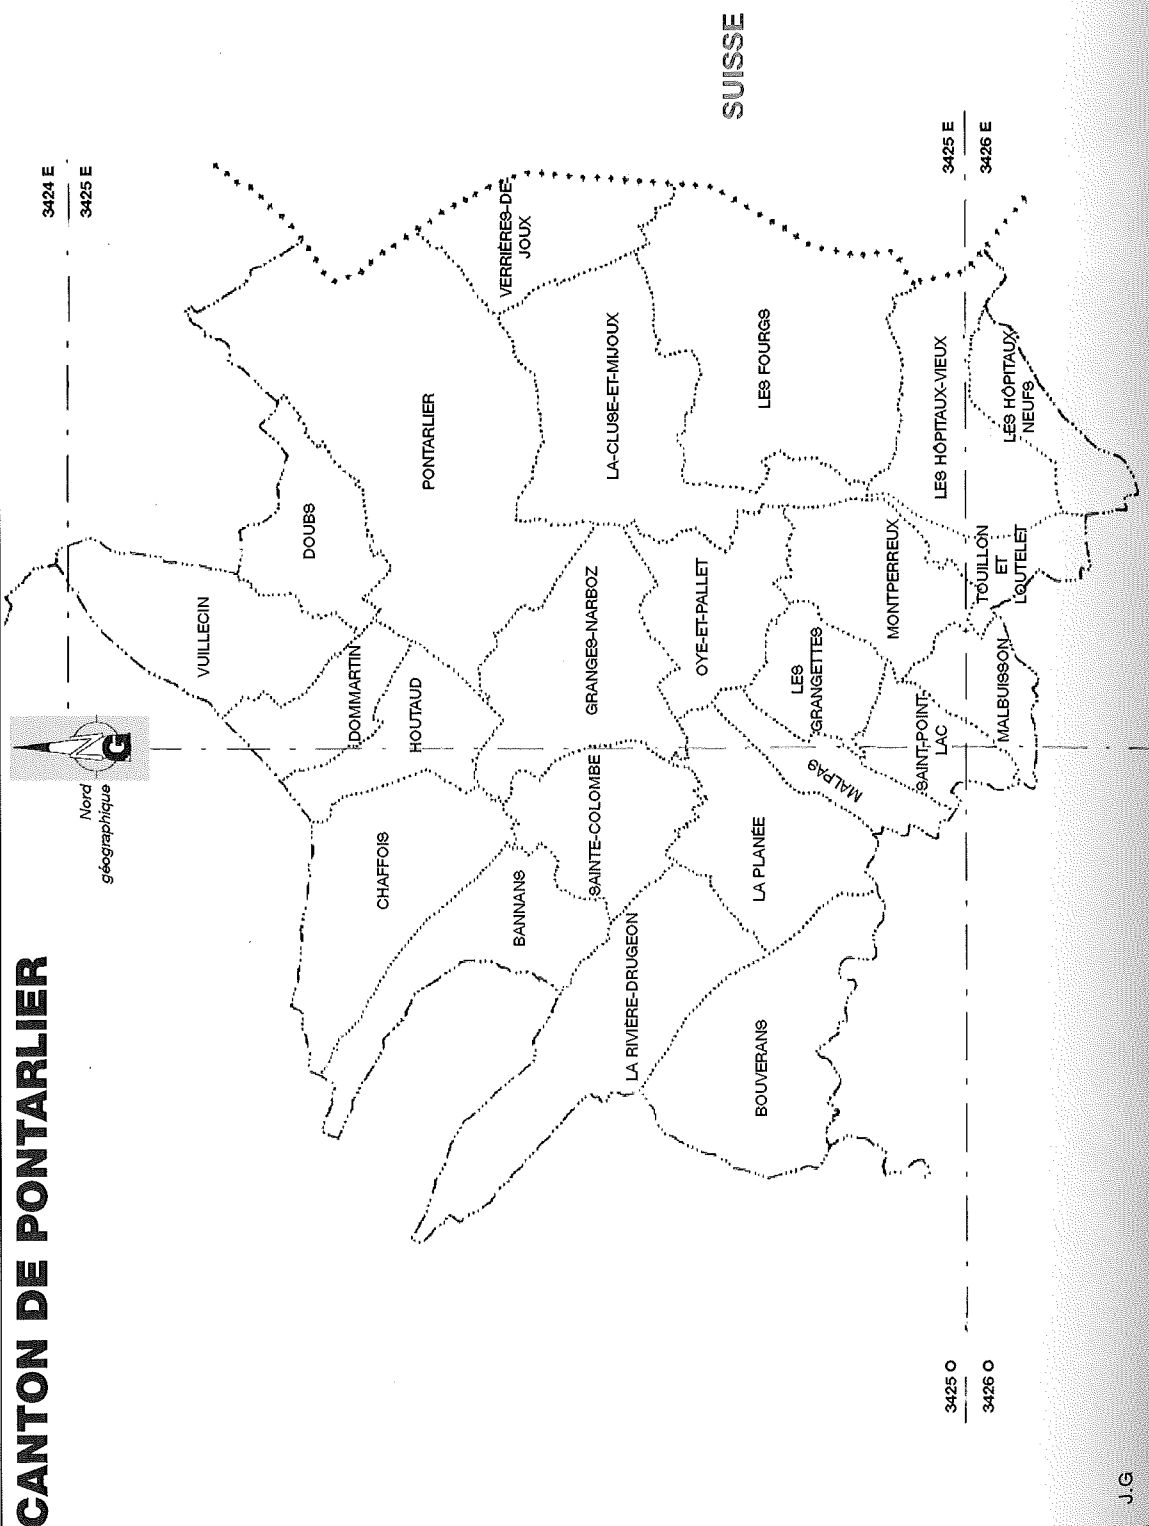 CANTON DE PONTARLIER
Nord
géographique
G
3424 E
3425 E
SUISSE
VUILLECIN
DOUBS
DOMMARTIN
HOUTAUD
CHAFFOIS
PONTARLIER
VERRIÈRES-DE-
JOUX
BANNANS
SAINTE-COLOMBE
GRANGES-NARBOZ
LA-CLUSE-ET-MIJOUX
LA RIVIÈRE-DRUGEON
OYE-ET-PALLET
LES FOURGS
BOUVERANS
LA PLANÉE
MALPAS
LES
GRANGETTES
MONTPERREUX
SAINT-POINT-
LAC
LES HÔPITAUX-VIEUX
MALBUISSON
TOUILLON
ET
LOUTELET
LES HÔPITAUX
NEUFS
3425 O
3426 O
3425 E
3426 E
J.G